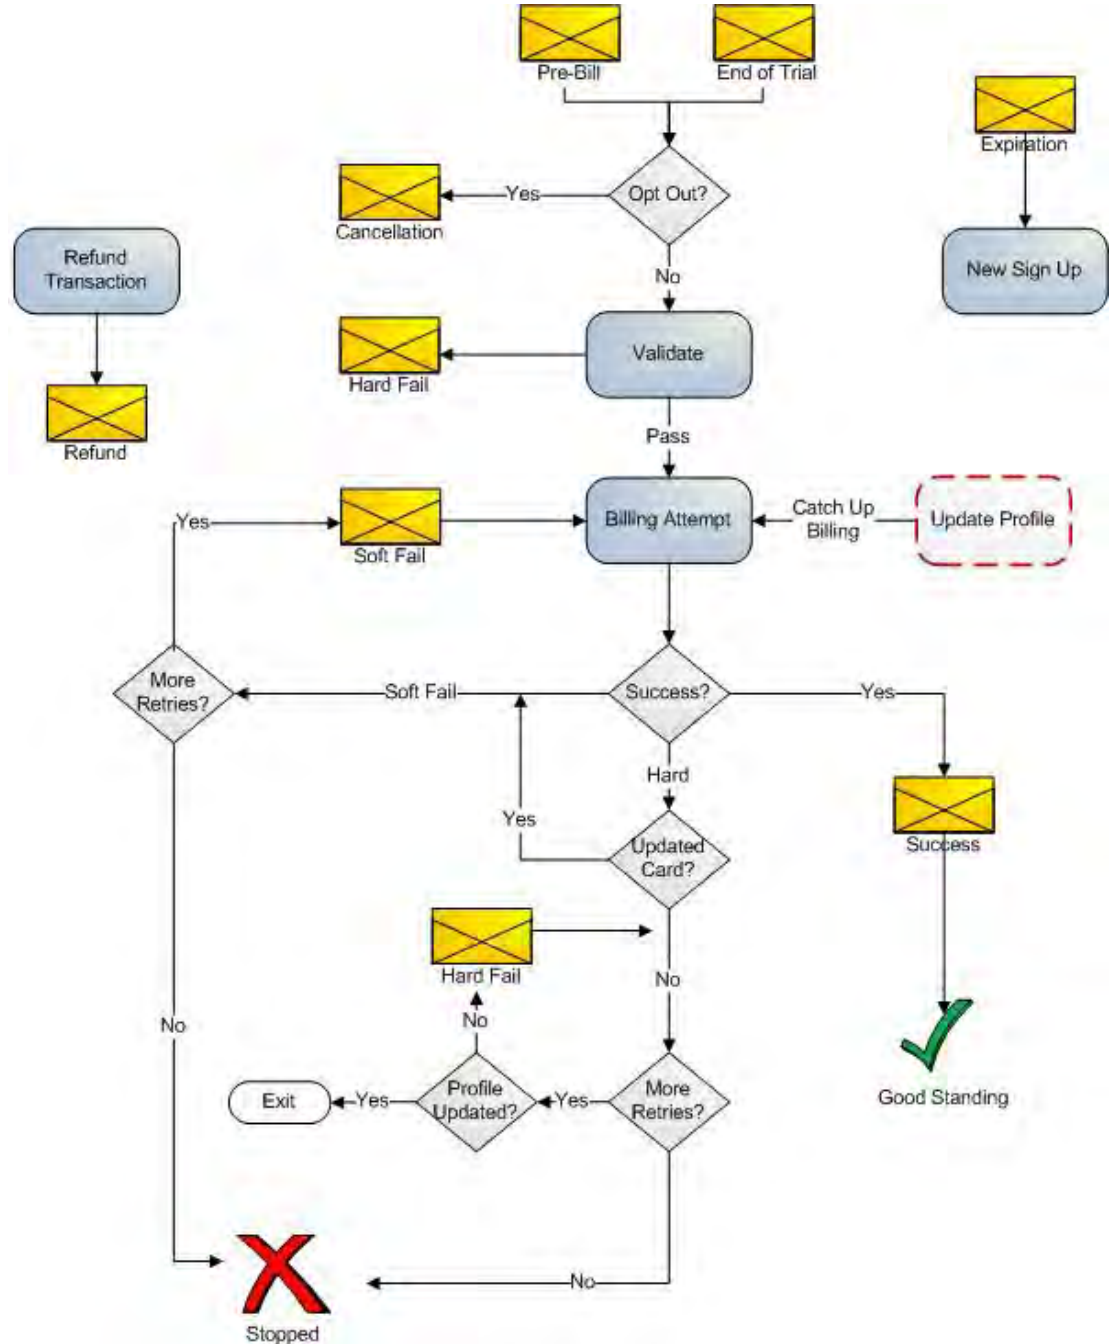 Pre-Bill
End of Trial
Expiration
Opt Out?
Yes
Cancellation
Refund
Transaction
New Sign Up
No
Validate
Hard Fail
Refund
Pass
Yes
Soft Fail
Billing Attempt
Catch Up
Billing
Update Profile
More
Retries?
Soft Fail
Success?
Yes
Hard
Yes
Updated
Card?
Success
Hard Fail
No
No
No
Exit
Yes
Profile
Updated?
Yes
More
Retries?
Good Standing
No
Stopped